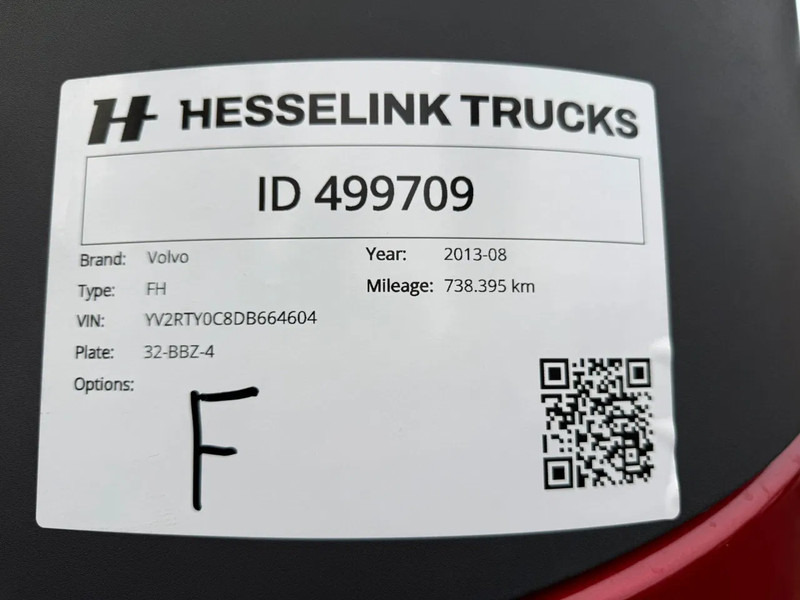 H HESSELINK TRUCKS
ID 499709
Brand: Volvo
Year: 2013-08
Type: FH
Mileage: 738.395 km
VIN: YV2RTY0C8DB664604
Plate: 32-BBZ-4
Options:
F